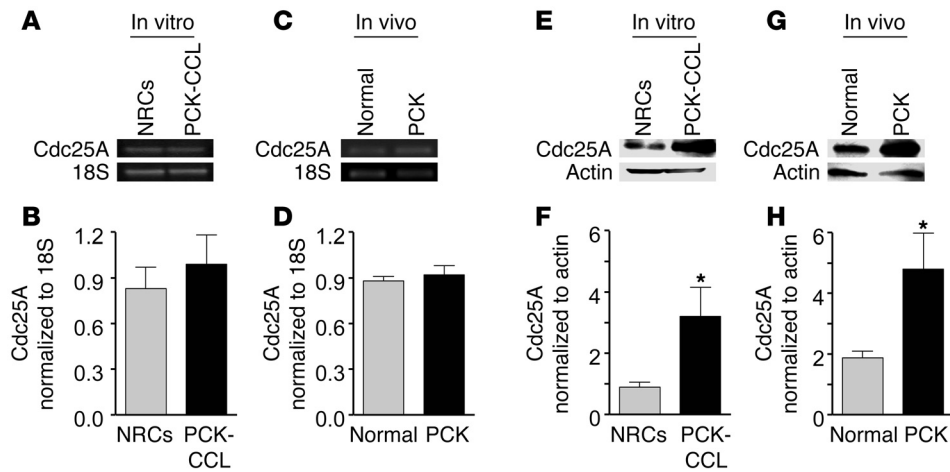 A
In vitro
NRCs
PCK-CCL
Cdc25A
18S
C
In vivo
Normal
PCK
Cdc25A
18S
E
In vitro
NRCs
PCK-CCL
Cdc25A
Actin
G
In vivo
Normal
PCK
Cdc25A
Actin
B
Cdc25A
normalized to 18S
1.2
0.9
0.6
0.3
0.0
NRCs
PCK-
CCL
D
Cdc25A
normalized to 18S
1.2
0.9
0.6
0.3
0.0
Normal PCK
F
Cdc25A
normalized to actin
6
4
2
0
*
NRCs
PCK-
CCL
H
Cdc25A
normalized to actin
6
4
2
0
*
Normal PCK